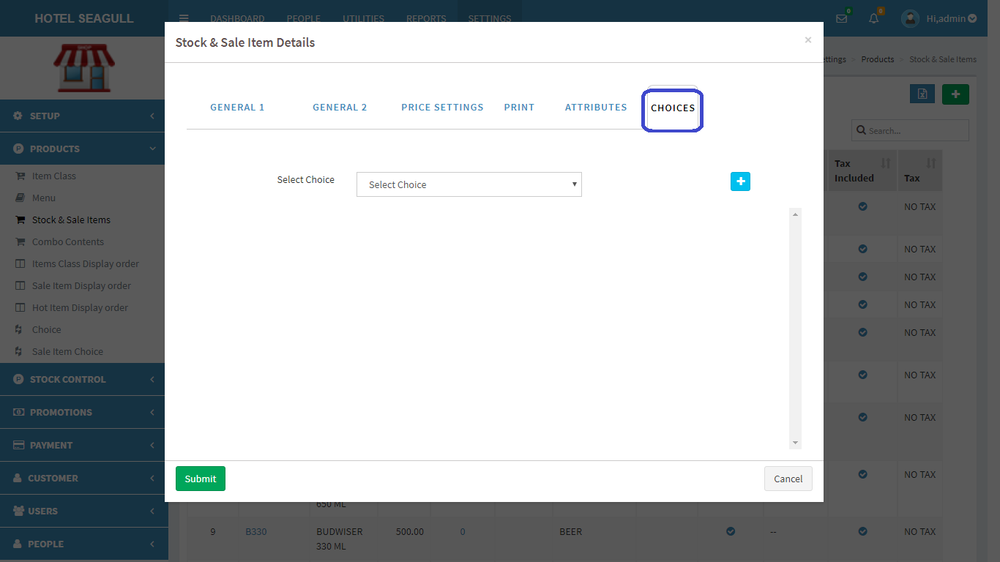 HOTEL SEAGULL
DASHBOARD PEOPLE UTILITIES REPORTS SETTINGS
0 0 Hi,admin
Stock & Sale Item Details ×
ettings > Products > Stock & Sale Items
GENERAL 1 GENERAL 2 PRICE SETTINGS PRINT ATTRIBUTES CHOICES
SETUP
PRODUCTS
Item Class
Menu
Stock & Sale Items
Combo Contents
Items Class Display order
Sale Item Display order
Hot Item Display order
Choice
Sale Item Choice
STOCK CONTROL
PROMOTIONS
PAYMENT
CUSTOMER
USERS
PEOPLE
Search...
Select Choice Select Choice
Tax
Included Tax
NO TAX
NO TAX
NO TAX
NO TAX
NO TAX
NO TAX
NO TAX
NO TAX
Submit Cancel
650 ML
9 B330 BUDWISER 500.00 0 BEER -- NO TAX
330 ML